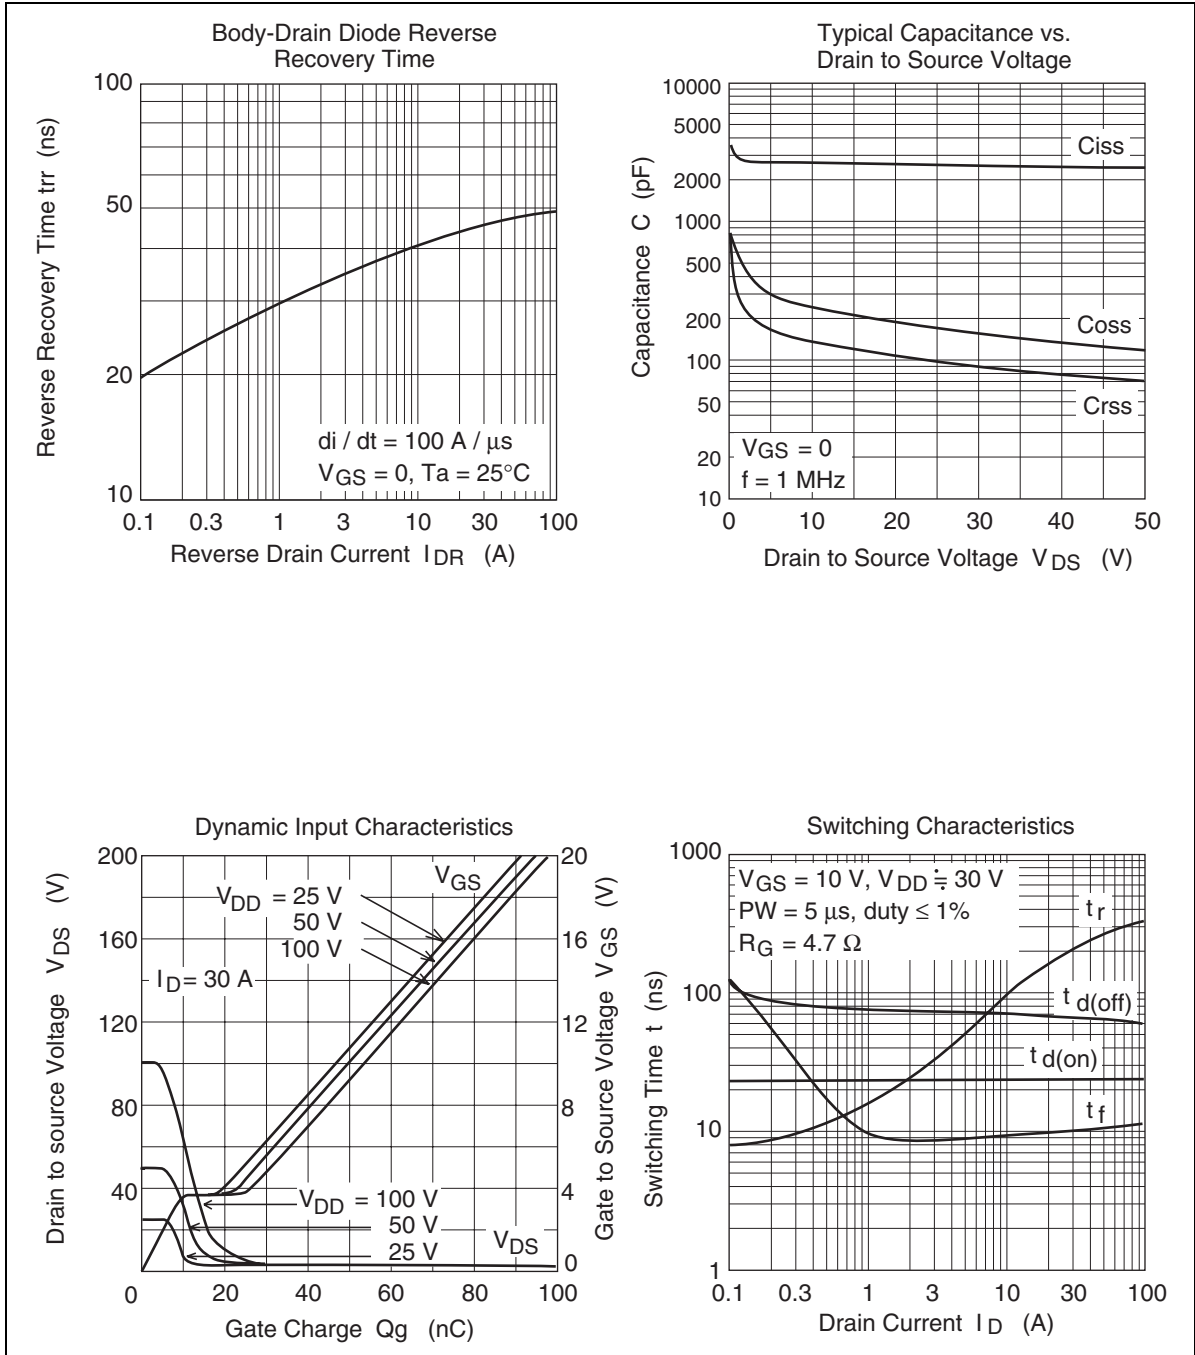 Body-Drain Diode Reverse
Recovery Time
Reverse Recovery Time trr (ns)
100
50
20
10
di / dt = 100 A / μs
VGS = 0, Ta = 25°C
0.1 0.3 1 3 10 30 100
Reverse Drain Current IDR (A)
Typical Capacitance vs.
Drain to Source Voltage
Capacitance C (pF)
10000
5000
2000
1000
500
200
100
50
20
10
Ciss
Coss
Crss
VGS = 0
f = 1 MHz
0 10 20 30 40 50
Drain to Source Voltage VDS (V)
Dynamic Input Characteristics
Drain to source Voltage VDS (V)
200
160
120
80
40
0
VDD = 25 V
50 V
100 V
VGS
ID = 30 A
VDD = 100 V
50 V
25 V
VDS
20
16
12
8
4
0
Gate to Source Voltage VGS (V)
20 40 60 80 100
Gate Charge Qg (nC)
Switching Characteristics
Switching Time t (ns)
1000
100
10
1
VGS = 10 V, VDD ≒ 30 V
PW = 5 μs, duty ≤ 1%
RG = 4.7 Ω
tr
td(off)
td(on)
tf
0.1 0.3 1 3 10 30 100
Drain Current ID (A)